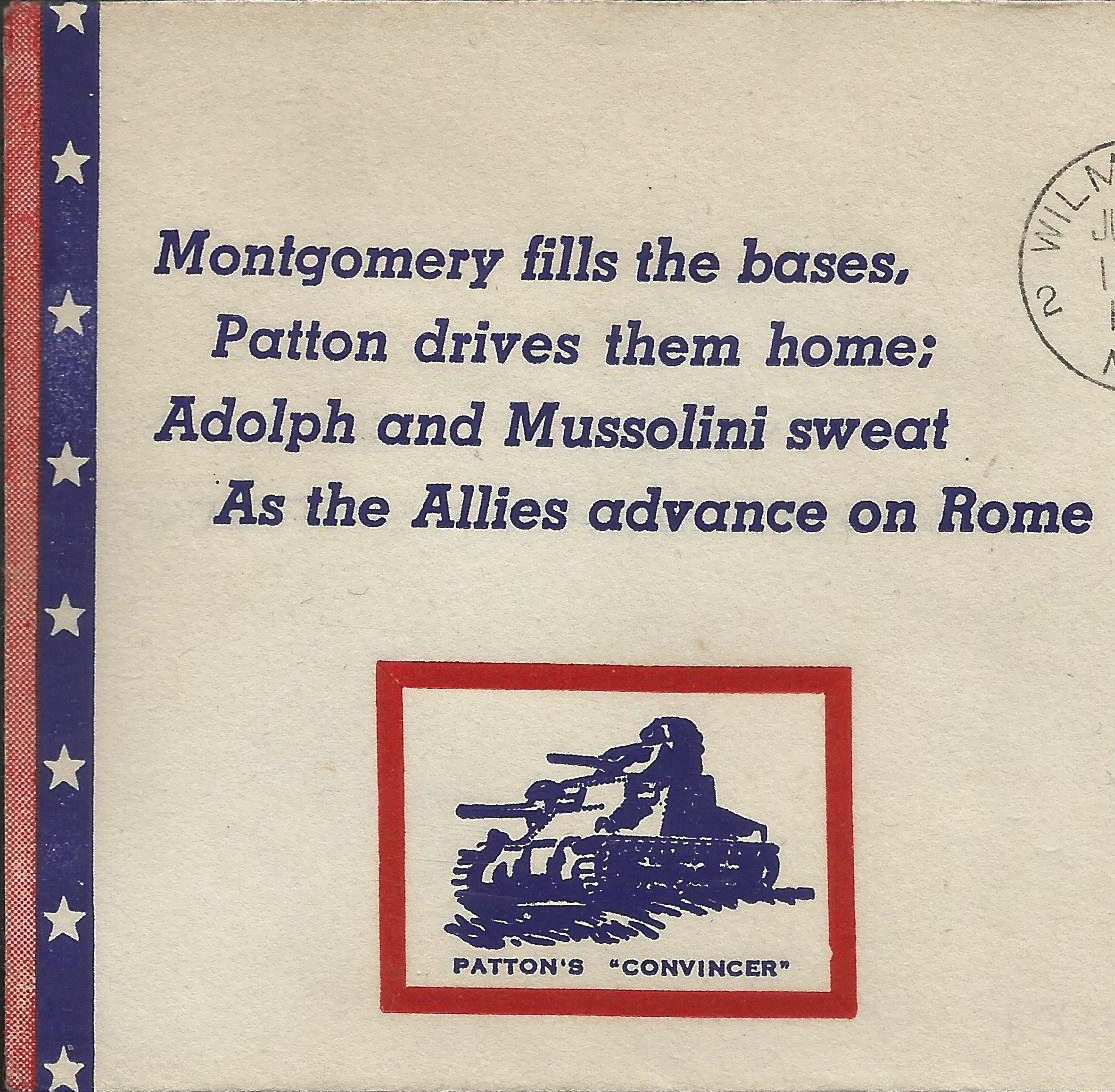 Montgomery fills the bases,
Patton drives them home;
Adolph and Mussolini sweat
As the Allies advance on Rome
2
PATTON'S "CONVINCER"